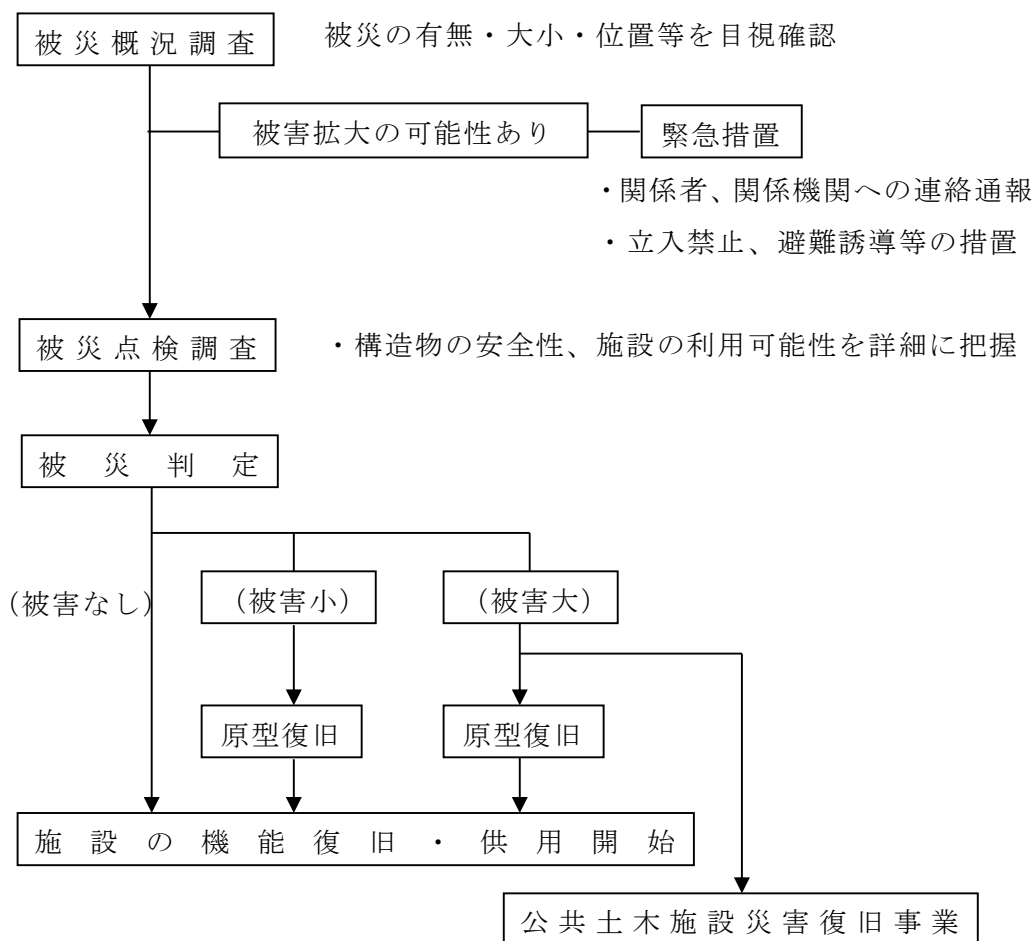 被災概況調査
被災の有無・大小・位置等を目視確認
被害拡大の可能性あり
緊急措置
・関係者、関係機関への連絡通報
・立入禁止、避難誘導等の措置
被災点検調査
・構造物の安全性、施設の利用可能性を詳細に把握
被災判定
(被害なし)
(被害小)
(被害大)
原型復旧
原型復旧
施設の機能復旧・供用開始
公共土木施設災害復旧事業